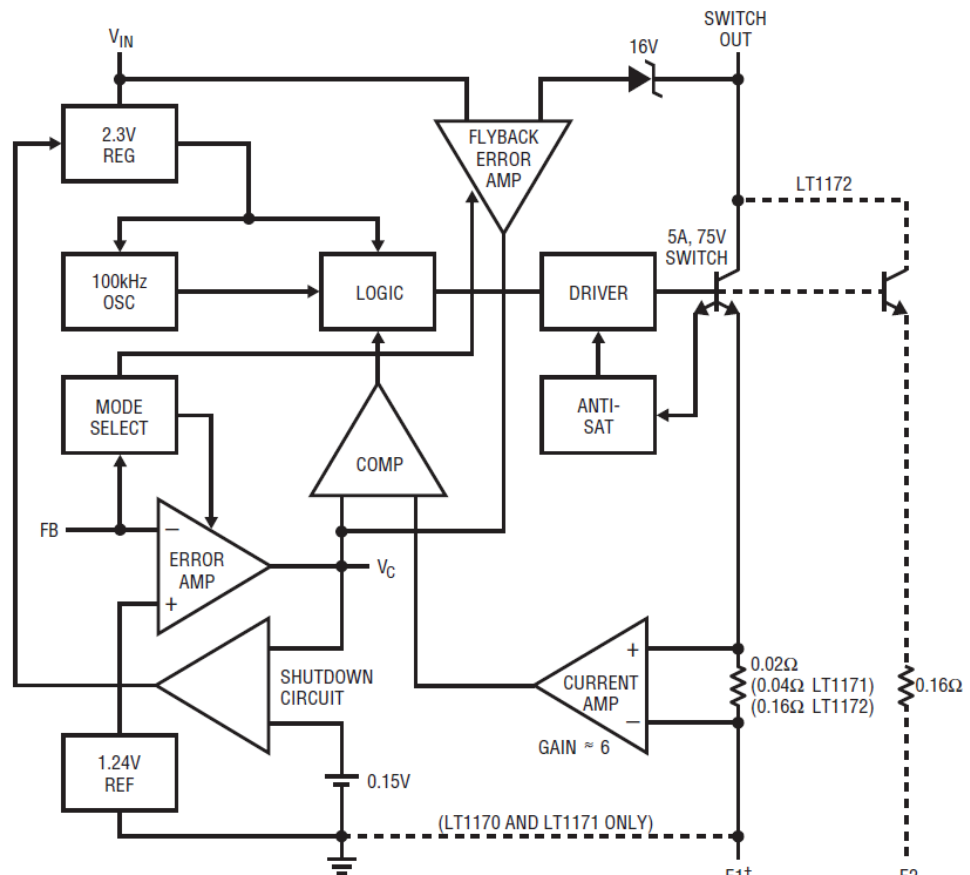 SWITCH
OUT
VIN
16V
2.3V
REG
FLYBACK
ERROR
AMP
LT1172
5A, 75V
SWITCH
100kHz
OSC
LOGIC
DRIVER
MODE
SELECT
ANTI-
SAT
COMP
FB
−
ERROR
AMP
+
VC
SHUTDOWN
CIRCUIT
+
CURRENT
AMP
−
GAIN ≈ 6
0.02Ω
(0.04Ω LT1171)
(0.16Ω LT1172)
0.16Ω
1.24V
REF
0.15V
(LT1170 AND LT1171 ONLY)